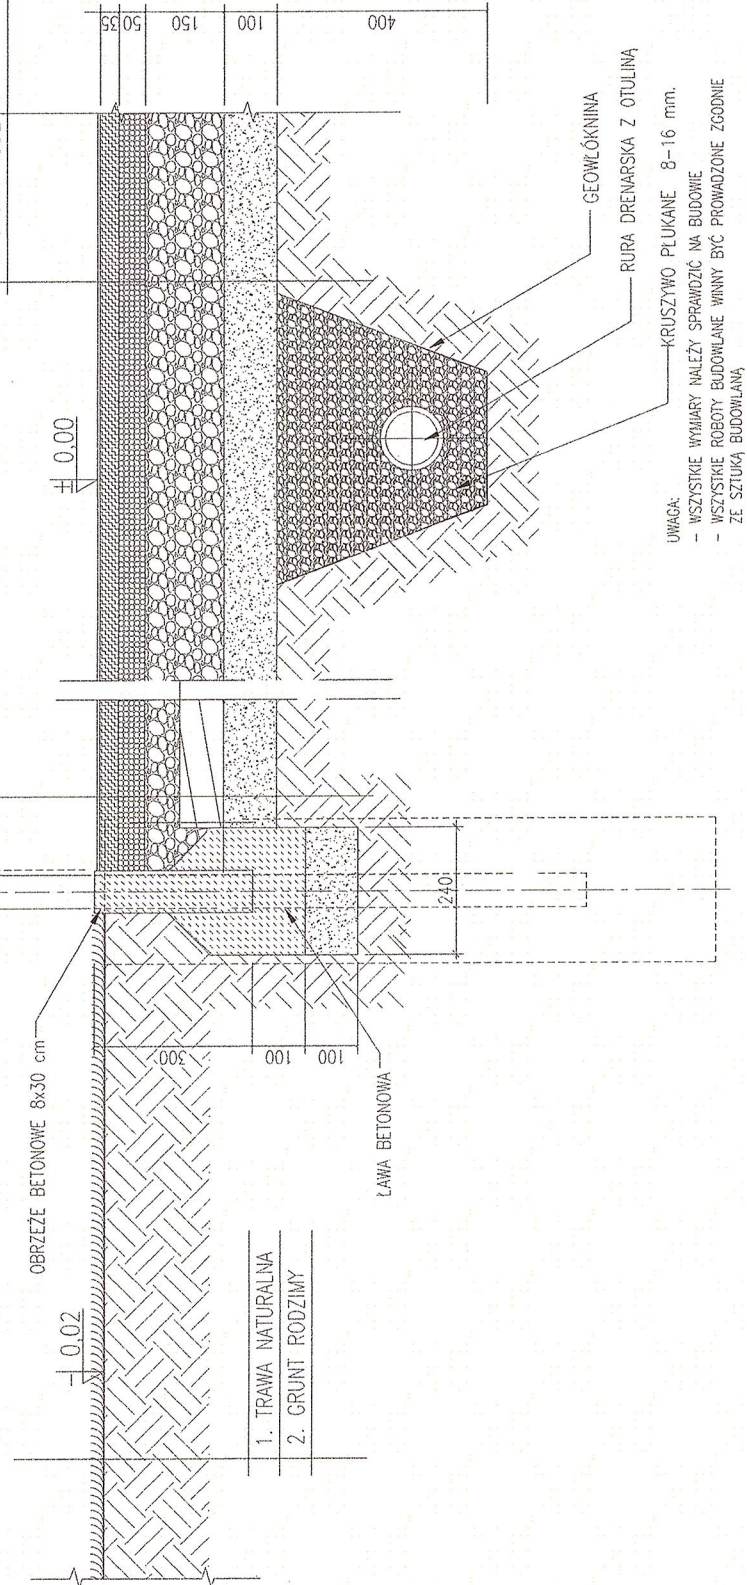 OBRZEŻE BETONOWE 8x30 cm
- 0,02
± 0,00
35
50
150
100
400
300
100
100
240
1. TRAWA NATURALNA
2. GRUNT RODZIMY
ŁAWA BETONOWA
GEOWŁÓKNINA
RURA DRENARSKA Z OTULINĄ
KRUSZYWO PŁUKANE 8-16 mm.
UWAGA:
- WSZYSTKIE WYMIARY NALEŻY SPRAWDZIĆ NA BUDOWIE
- WSZYSTKIE ROBOTY BUDOWLANE WINNY BYĆ PROWADZONE ZGODNIE
ZE SZTUKĄ BUDOWLANĄ